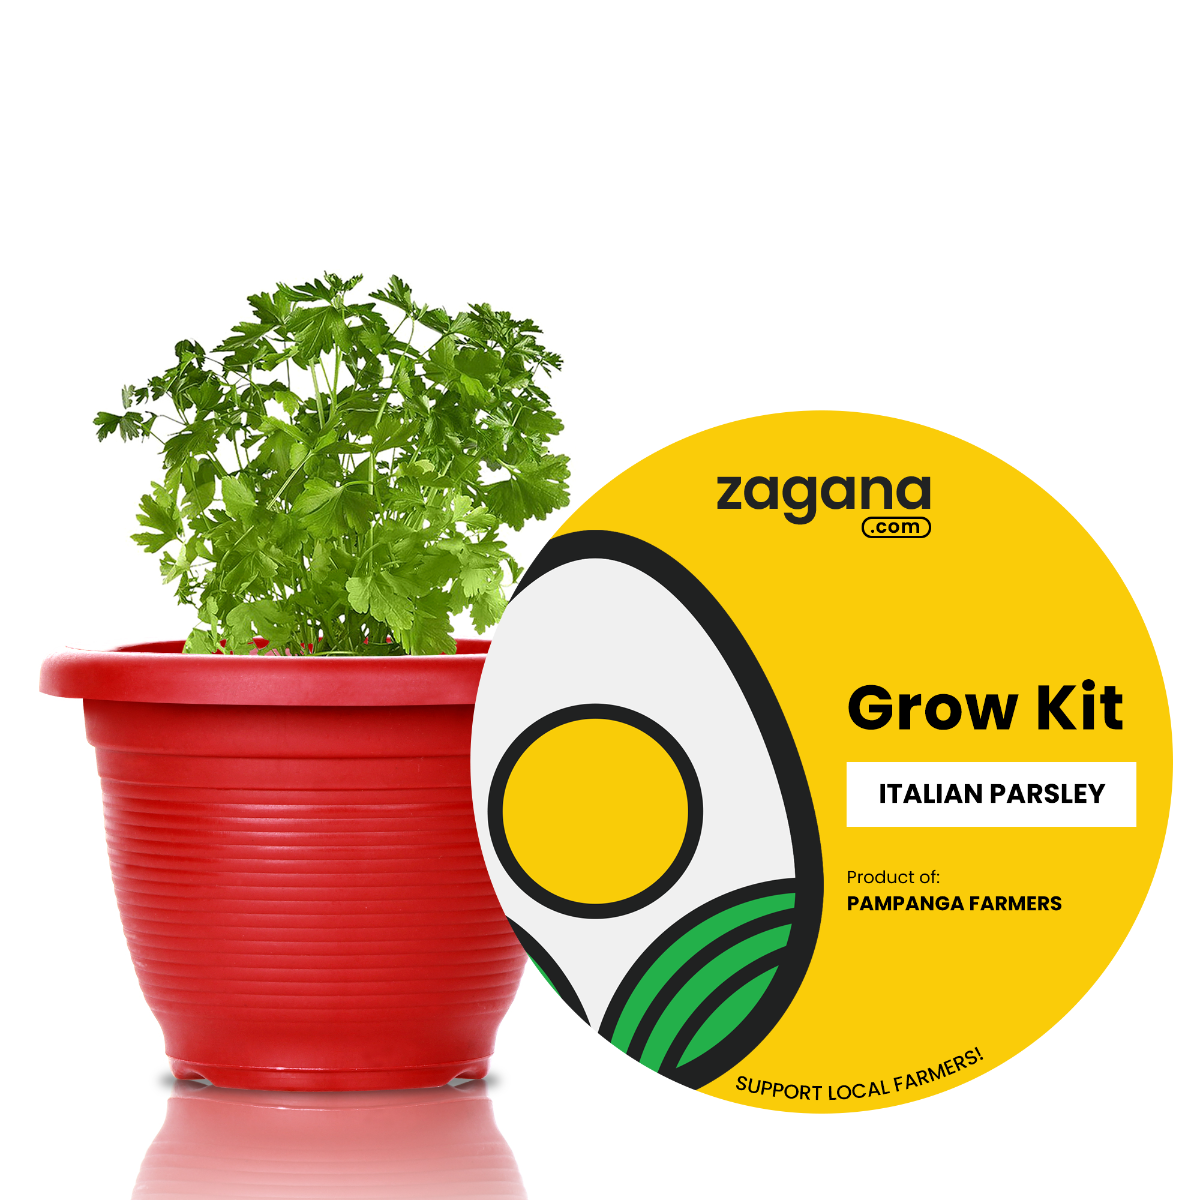 zagana
.com
Grow Kit
ITALIAN PARSLEY
Product of:
PAMPANGA FARMERS
SUPPORT LOCAL FARMERS!